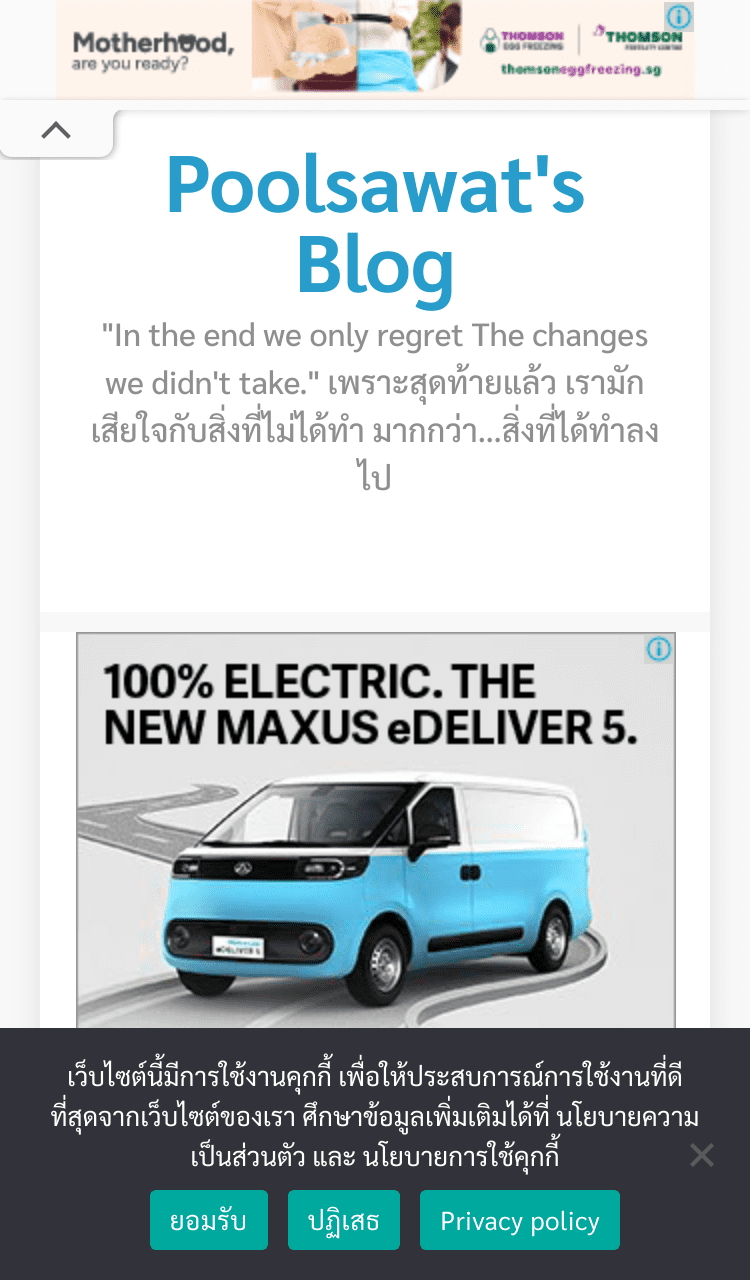 Motherhood,
are you ready?
THOMSON
EGG FREEZING
THOMSON
FERTILITY CENTRE
thomsoneggfreezing.sg
Poolsawat's
Blog
"In the end we only regret The changes
we didn't take." เพราะสุดท้ายแล้ว เรามัก
เสียใจกับสิ่งที่ไม่ได้ทำ มากกว่า...สิ่งที่ได้ทำลง
ไป
100% ELECTRIC. THE
NEW MAXUS eDELIVER 5.
eDELIVER 5
เว็บไซต์นี้มีการใช้งานคุกกี้ เพื่อให้ประสบการณ์การใช้งานที่ดี
ที่สุดจากเว็บไซต์ของเรา ศึกษาข้อมูลเพิ่มเติมได้ที่ นโยบายความ
เป็นส่วนตัว และ นโยบายการใช้คุกกี้
ยอมรับ
ปฏิเสธ
Privacy policy